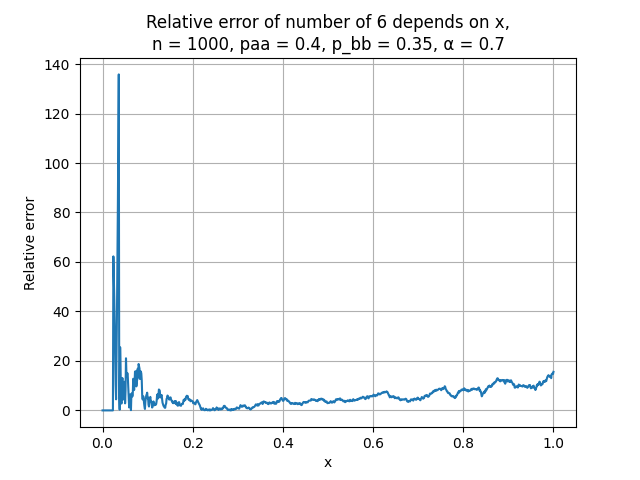 Relative error of number of 6 depends on x,
n = 1000, paa = 0.4, p_bb = 0.35, α = 0.7
140
120
100
80
60
40
20
0
Relative error
0.0 0.2 0.4 0.6 0.8 1.0
x